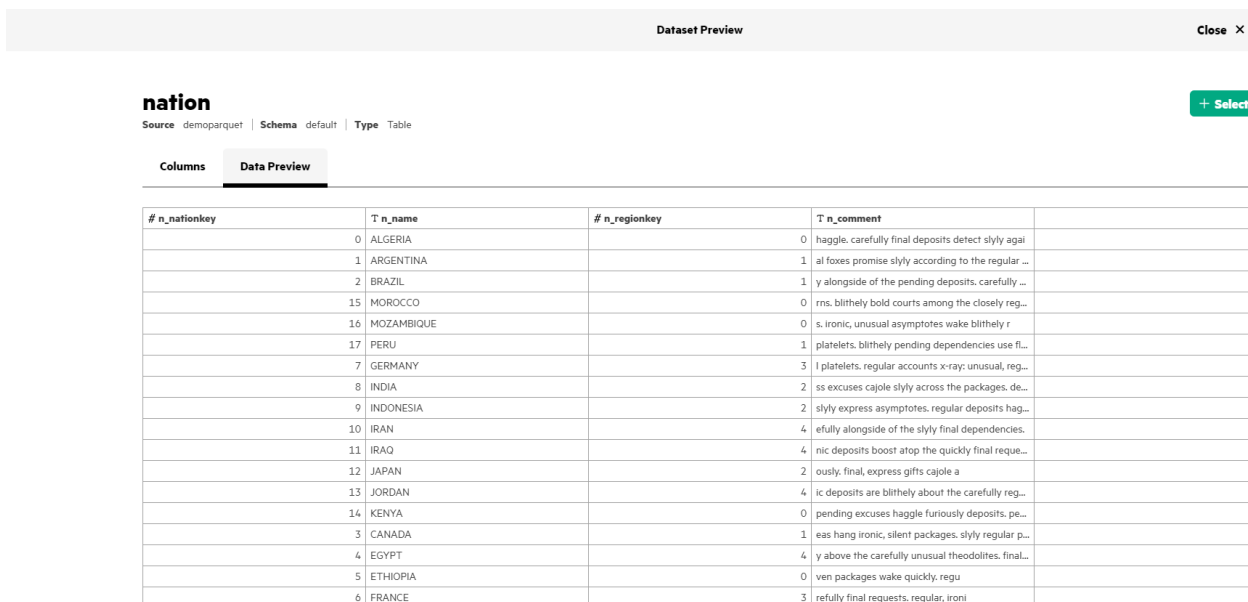 Dataset Preview Close ×
nation
+ Select
Source demoparquet | Schema default | Type Table
Columns Data Preview
# n_nationkey T n_name # n_regionkey T n_comment
0 ALGERIA 0 haggle. carefully final deposits detect slyly agai
1 ARGENTINA 1 al foxes promise slyly according to the regular ...
2 BRAZIL 1 y alongside of the pending deposits. carefully ...
15 MOROCCO 0 rns. blithely bold courts among the closely reg...
16 MOZAMBIQUE 0 s. ironic, unusual asymptotes wake blithely r
17 PERU 1 platelets. blithely pending dependencies use fl...
7 GERMANY 3 l platelets. regular accounts x-ray: unusual, reg...
8 INDIA 2 ss excuses cajole slyly across the packages. de...
9 INDONESIA 2 slyly express asymptotes. regular deposits hag...
10 IRAN 4 efully alongside of the slyly final dependencies.
11 IRAQ 4 nic deposits boost atop the quickly final reque...
12 JAPAN 2 ously. final, express gifts cajole a
13 JORDAN 4 ic deposits are blithely about the carefully reg...
14 KENYA 0 pending excuses haggle furiously deposits. pe...
3 CANADA 1 eas hang ironic, silent packages. slyly regular p...
4 EGYPT 4 y above the carefully unusual theodolites. final...
5 ETHIOPIA 0 ven packages wake quickly. regu
6 FRANCE 3 refully final requests. regular, ironi